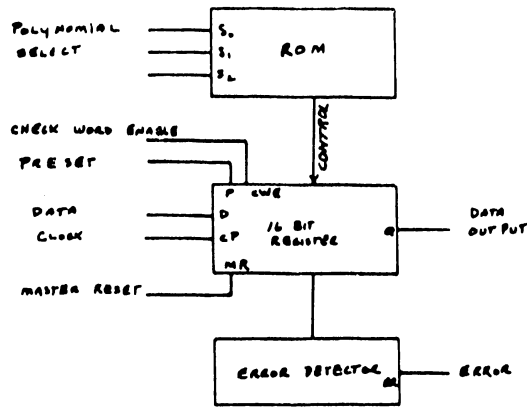 POLYNOMIAL
SELECT
S0
S1
S2
ROM
CONTROL
CHECK WORD ENABLE
PRESET
P CWE
DATA
D
CLOCK
CP
16 BIT
REGISTER
Q
DATA
OUTPUT
MR
MASTER RESET
ERROR DETECTOR
ER
ERROR